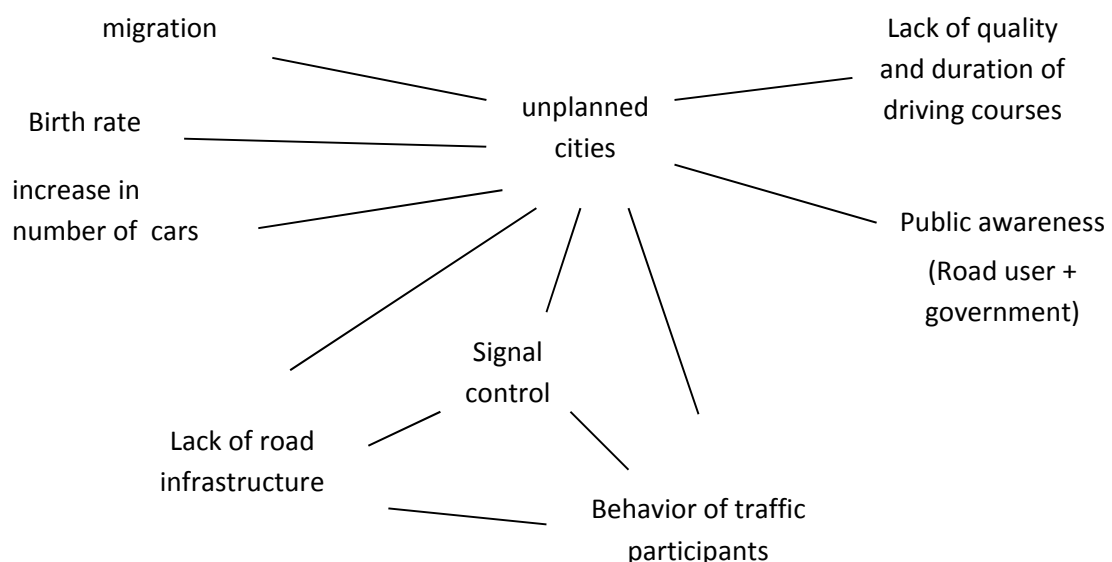 migration
Lack of quality
and duration of
driving courses
unplanned
cities
Birth rate
increase in
number of cars
Public awareness
(Road user +
government)
Signal
control
Lack of road
infrastructure
Behavior of traffic
participants